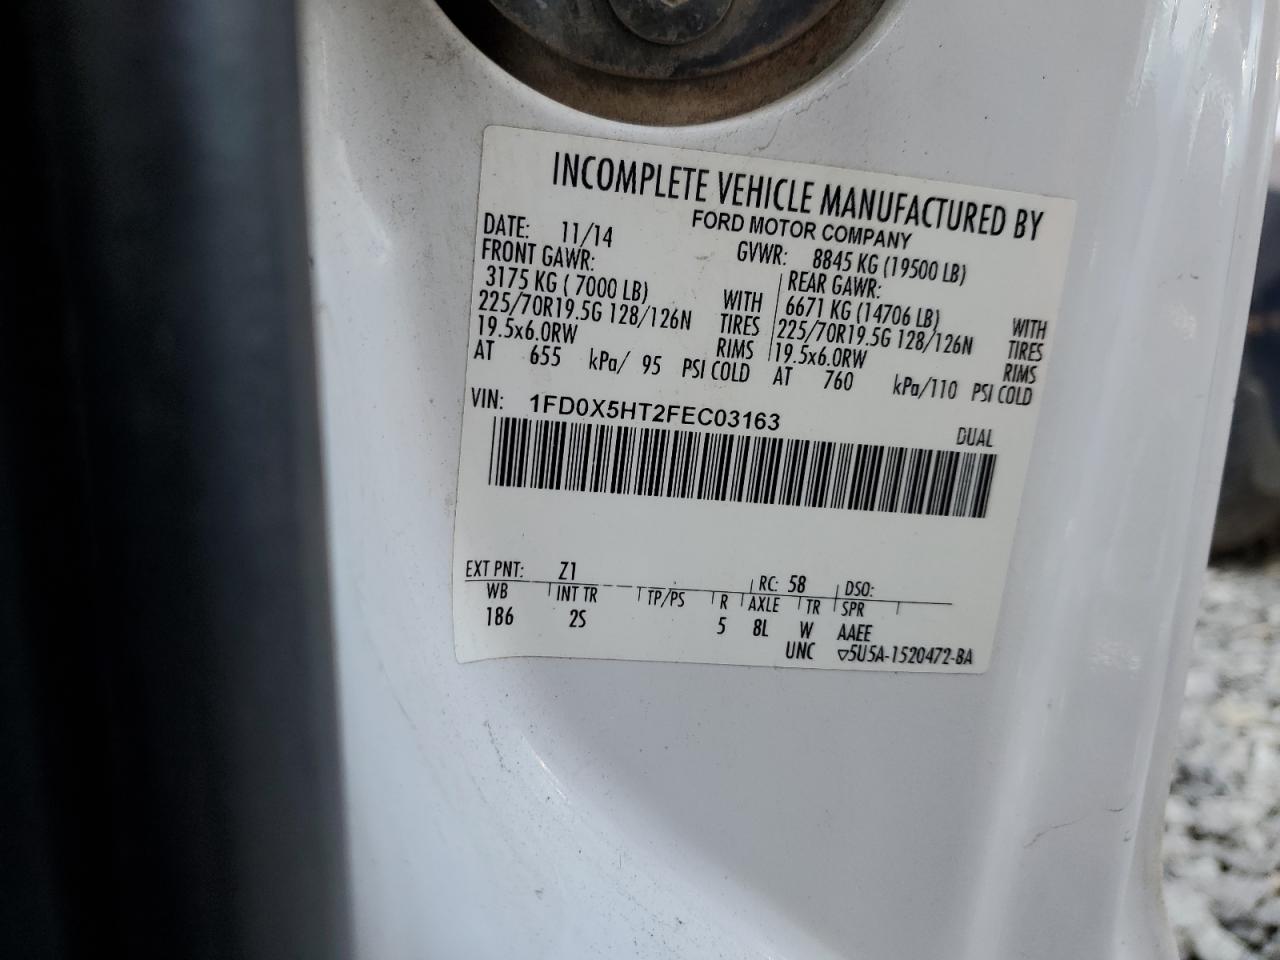 INCOMPLETE VEHICLE MANUFACTURED BY
FORD MOTOR COMPANY
DATE: 11/14 GVWR: 8845 KG (19500 LB)
FRONT GAWR: REAR GAWR:
3175 KG ( 7000 LB) WITH 6671 KG (14706 LB) WITH
225/70R19.5G 128/126N TIRES 225/70R19.5G 128/126N TIRES
19.5x6.0RW RIMS 19.5x6.0RW RIMS
AT 655 kPa/ 95 PSI COLD AT 760 kPa/110 PSI COLD
VIN: 1FD0X5HT2FEC03163
DUAL
EXT PNT: Z1 RC: 58 DSO:
WB INT TR TP/PS R AXLE TR SPR
186 2S 5 8L W AAEE
UNC ▽5U5A-1520472-BA